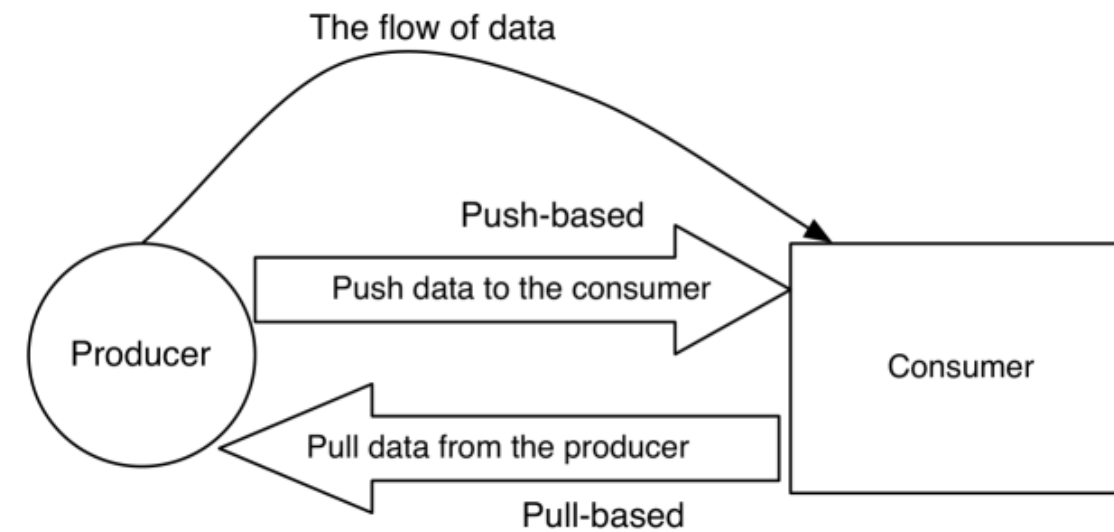 The flow of data
Push-based
Push data to the consumer
Producer
Consumer
Pull data from the producer
Pull-based